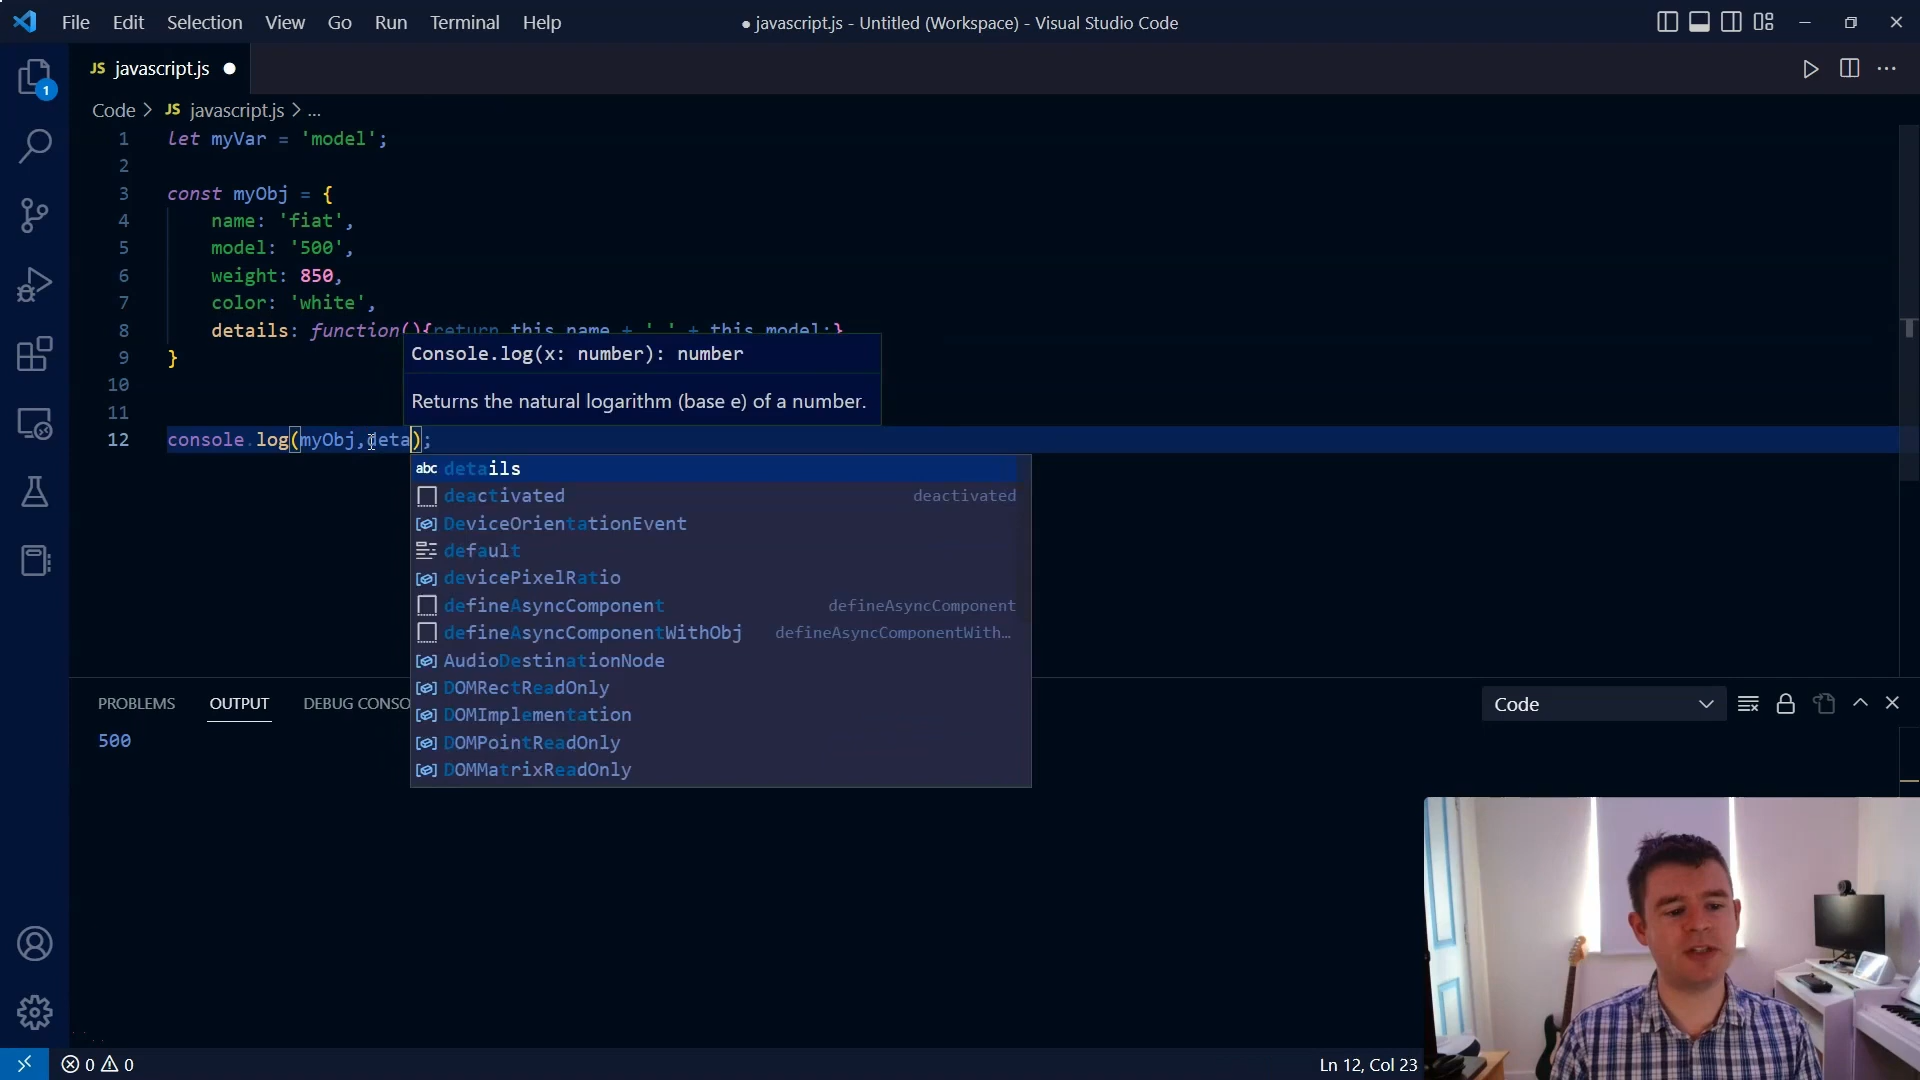 File Edit Selection View Go Run Terminal Help
● javascript.js - Untitled (Workspace) - Visual Studio Code
JS javascript.js ●
Code > JS javascript.js > ...
1 let myVar = 'model';
2
3 const myObj = {
4 name: 'fiat',
5 model: '500',
6 weight: 850,
7 color: 'white',
8 details: function(){return this.name + ' ' + this.model;}
9 }
10
11
12 console.log(myObj,deta);
Console.log(x: number): number
Returns the natural logarithm (base e) of a number.
abc details
deactivated deactivated
DeviceOrientationEvent
default
devicePixelRatio
defineAsyncComponent defineAsyncComponent
defineAsyncComponentWithObj defineAsyncComponentWith…
AudioDestinationNode
DOMRectReadOnly
DOMImplementation
DOMPointReadOnly
DOMMatrixReadOnly
PROBLEMS OUTPUT DEBUG CONSO
Code
500
1
0 0
Ln 12, Col 23